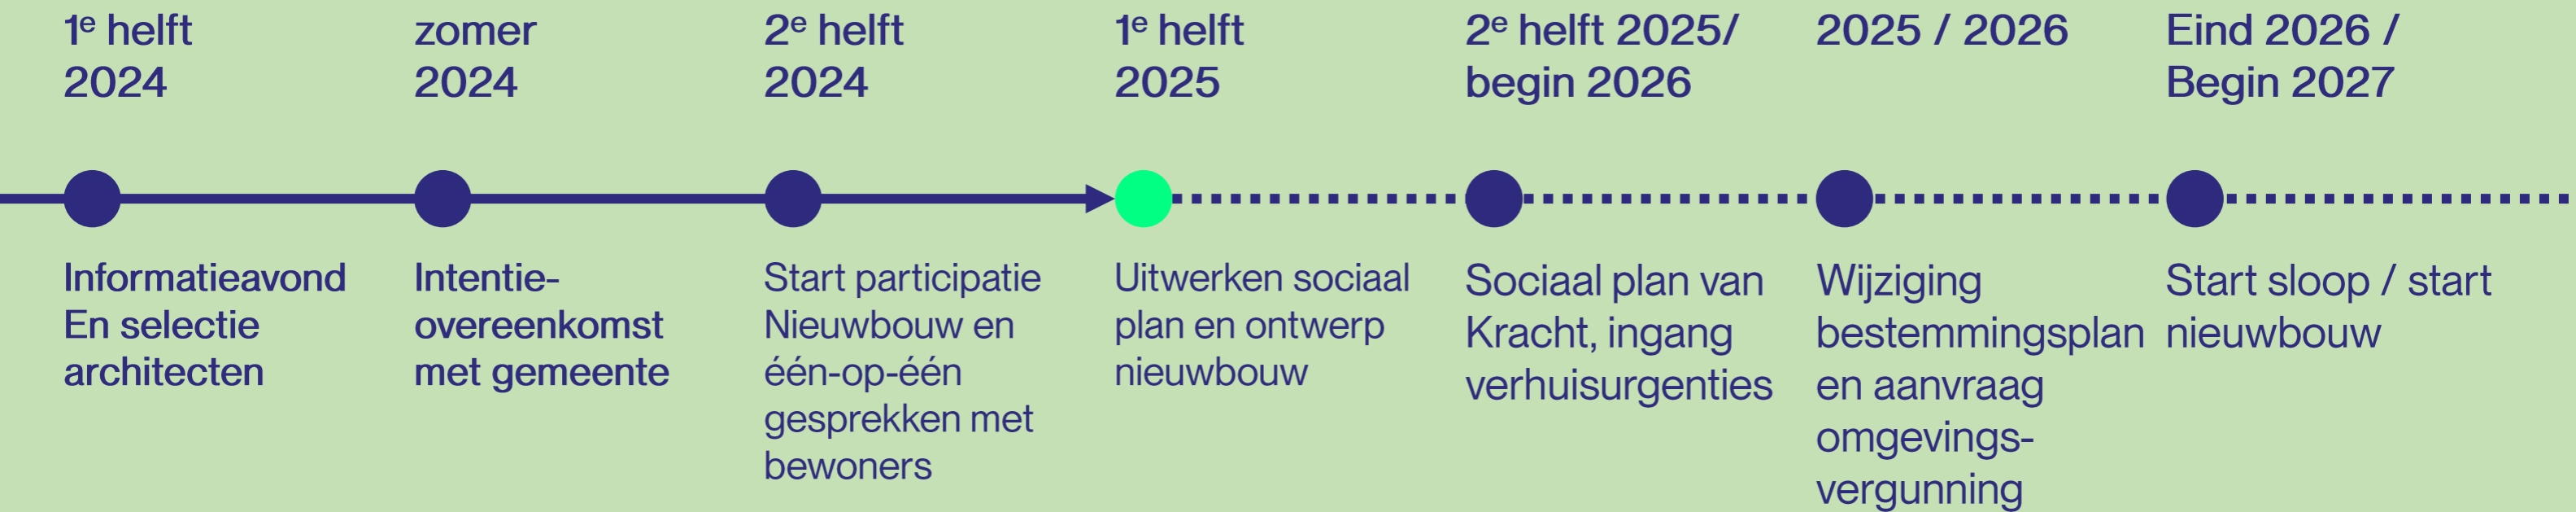 1e helft
2024
zomer
2024
2e helft
2024
1e helft
2025
2e helft 2025/
begin 2026
2025 / 2026
Eind 2026 /
Begin 2027
Informatieavond
En selectie
architecten
Intentie-
overeenkomst
met gemeente
Start participatie
Nieuwbouw en
één-op-één
gesprekken met
bewoners
Uitwerken sociaal
plan en ontwerp
nieuwbouw
Sociaal plan van
Kracht, ingang
verhuisurgenties
Wijziging
bestemmingsplan
en aanvraag
omgevings-
vergunning
Start sloop / start
nieuwbouw